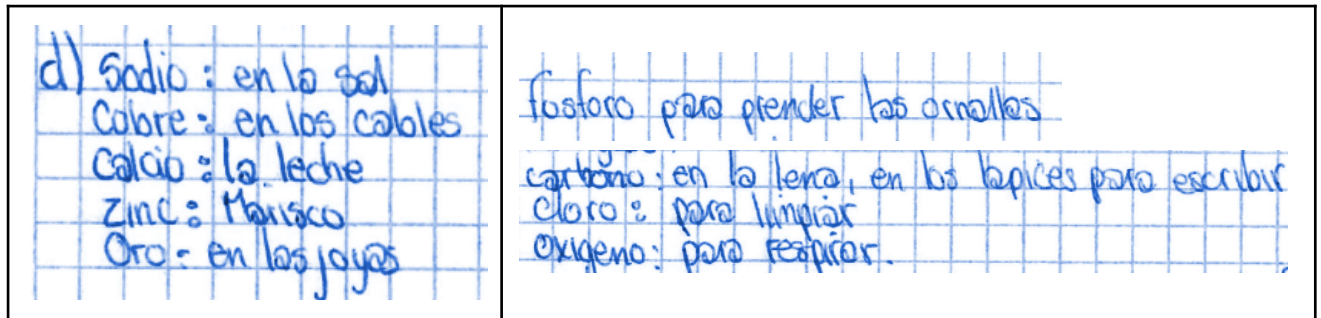 d) Sodio: en la sal
Cobre: en los cables
Calcio: la leche
Zinc: Marisco
Oro: en las joyas
fosforo para prender las ornallas
carbono: en la lena, en los lapices para escribir
cloro: para limpiar
oxigeno: para respirar.